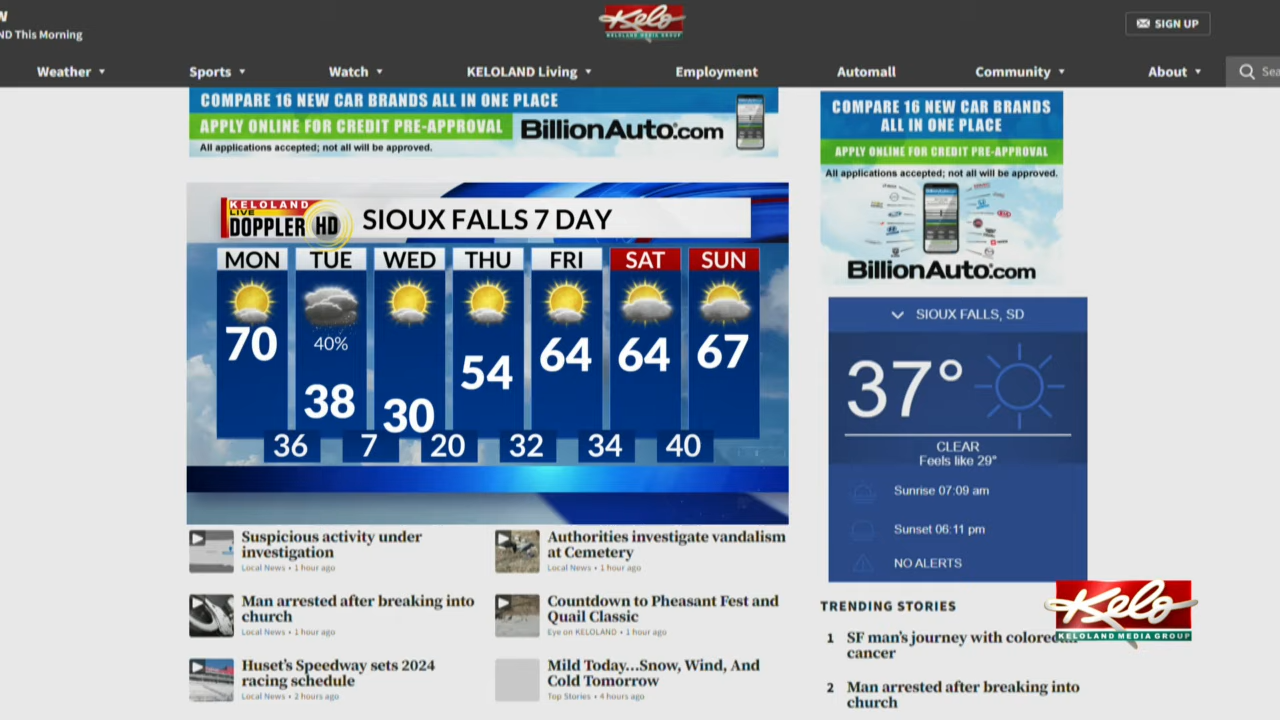 W
ND This Morning
Kelo
KELOLAND MEDIA GROUP
SIGN UP
Weather
Sports
Watch
KELOLAND Living
Employment
Automall
Community
About
Sea
COMPARE 16 NEW CAR BRANDS ALL IN ONE PLACE
APPLY ONLINE FOR CREDIT PRE-APPROVAL
BillionAuto.com
All applications accepted; not all will be approved.
COMPARE 16 NEW CAR BRANDS
ALL IN ONE PLACE
APPLY ONLINE FOR CREDIT PRE-APPROVAL
All applications accepted; not all will be approved.
BillionAuto.com
KELOLAND
LIVE
DOPPLER HD
SIOUX FALLS 7 DAY
MON TUE WED THU FRI SAT SUN
40%
70 38 30 54 64 64 67
36 7 20 32 34 40
SIOUX FALLS, SD
37°
CLEAR
Feels like 29°
Sunrise 07:09 am
Sunset 06:11 pm
NO ALERTS
Suspicious activity under
investigation
Local News • 1 hour ago
Authorities investigate vandalism
at Cemetery
Local News • 1 hour ago
Man arrested after breaking into
church
Local News • 1 hour ago
Countdown to Pheasant Fest and
Quail Classic
Eye on KELOLAND • 1 hour ago
Huset's Speedway sets 2024
racing schedule
Local News • 2 hours ago
Mild Today...Snow, Wind, And
Cold Tomorrow
Top Stories • 4 hours ago
TRENDING STORIES
1 SF man's journey with colorec
cancer
2 Man arrested after breaking into
church
Kelo
KELOLAND MEDIA GROUP